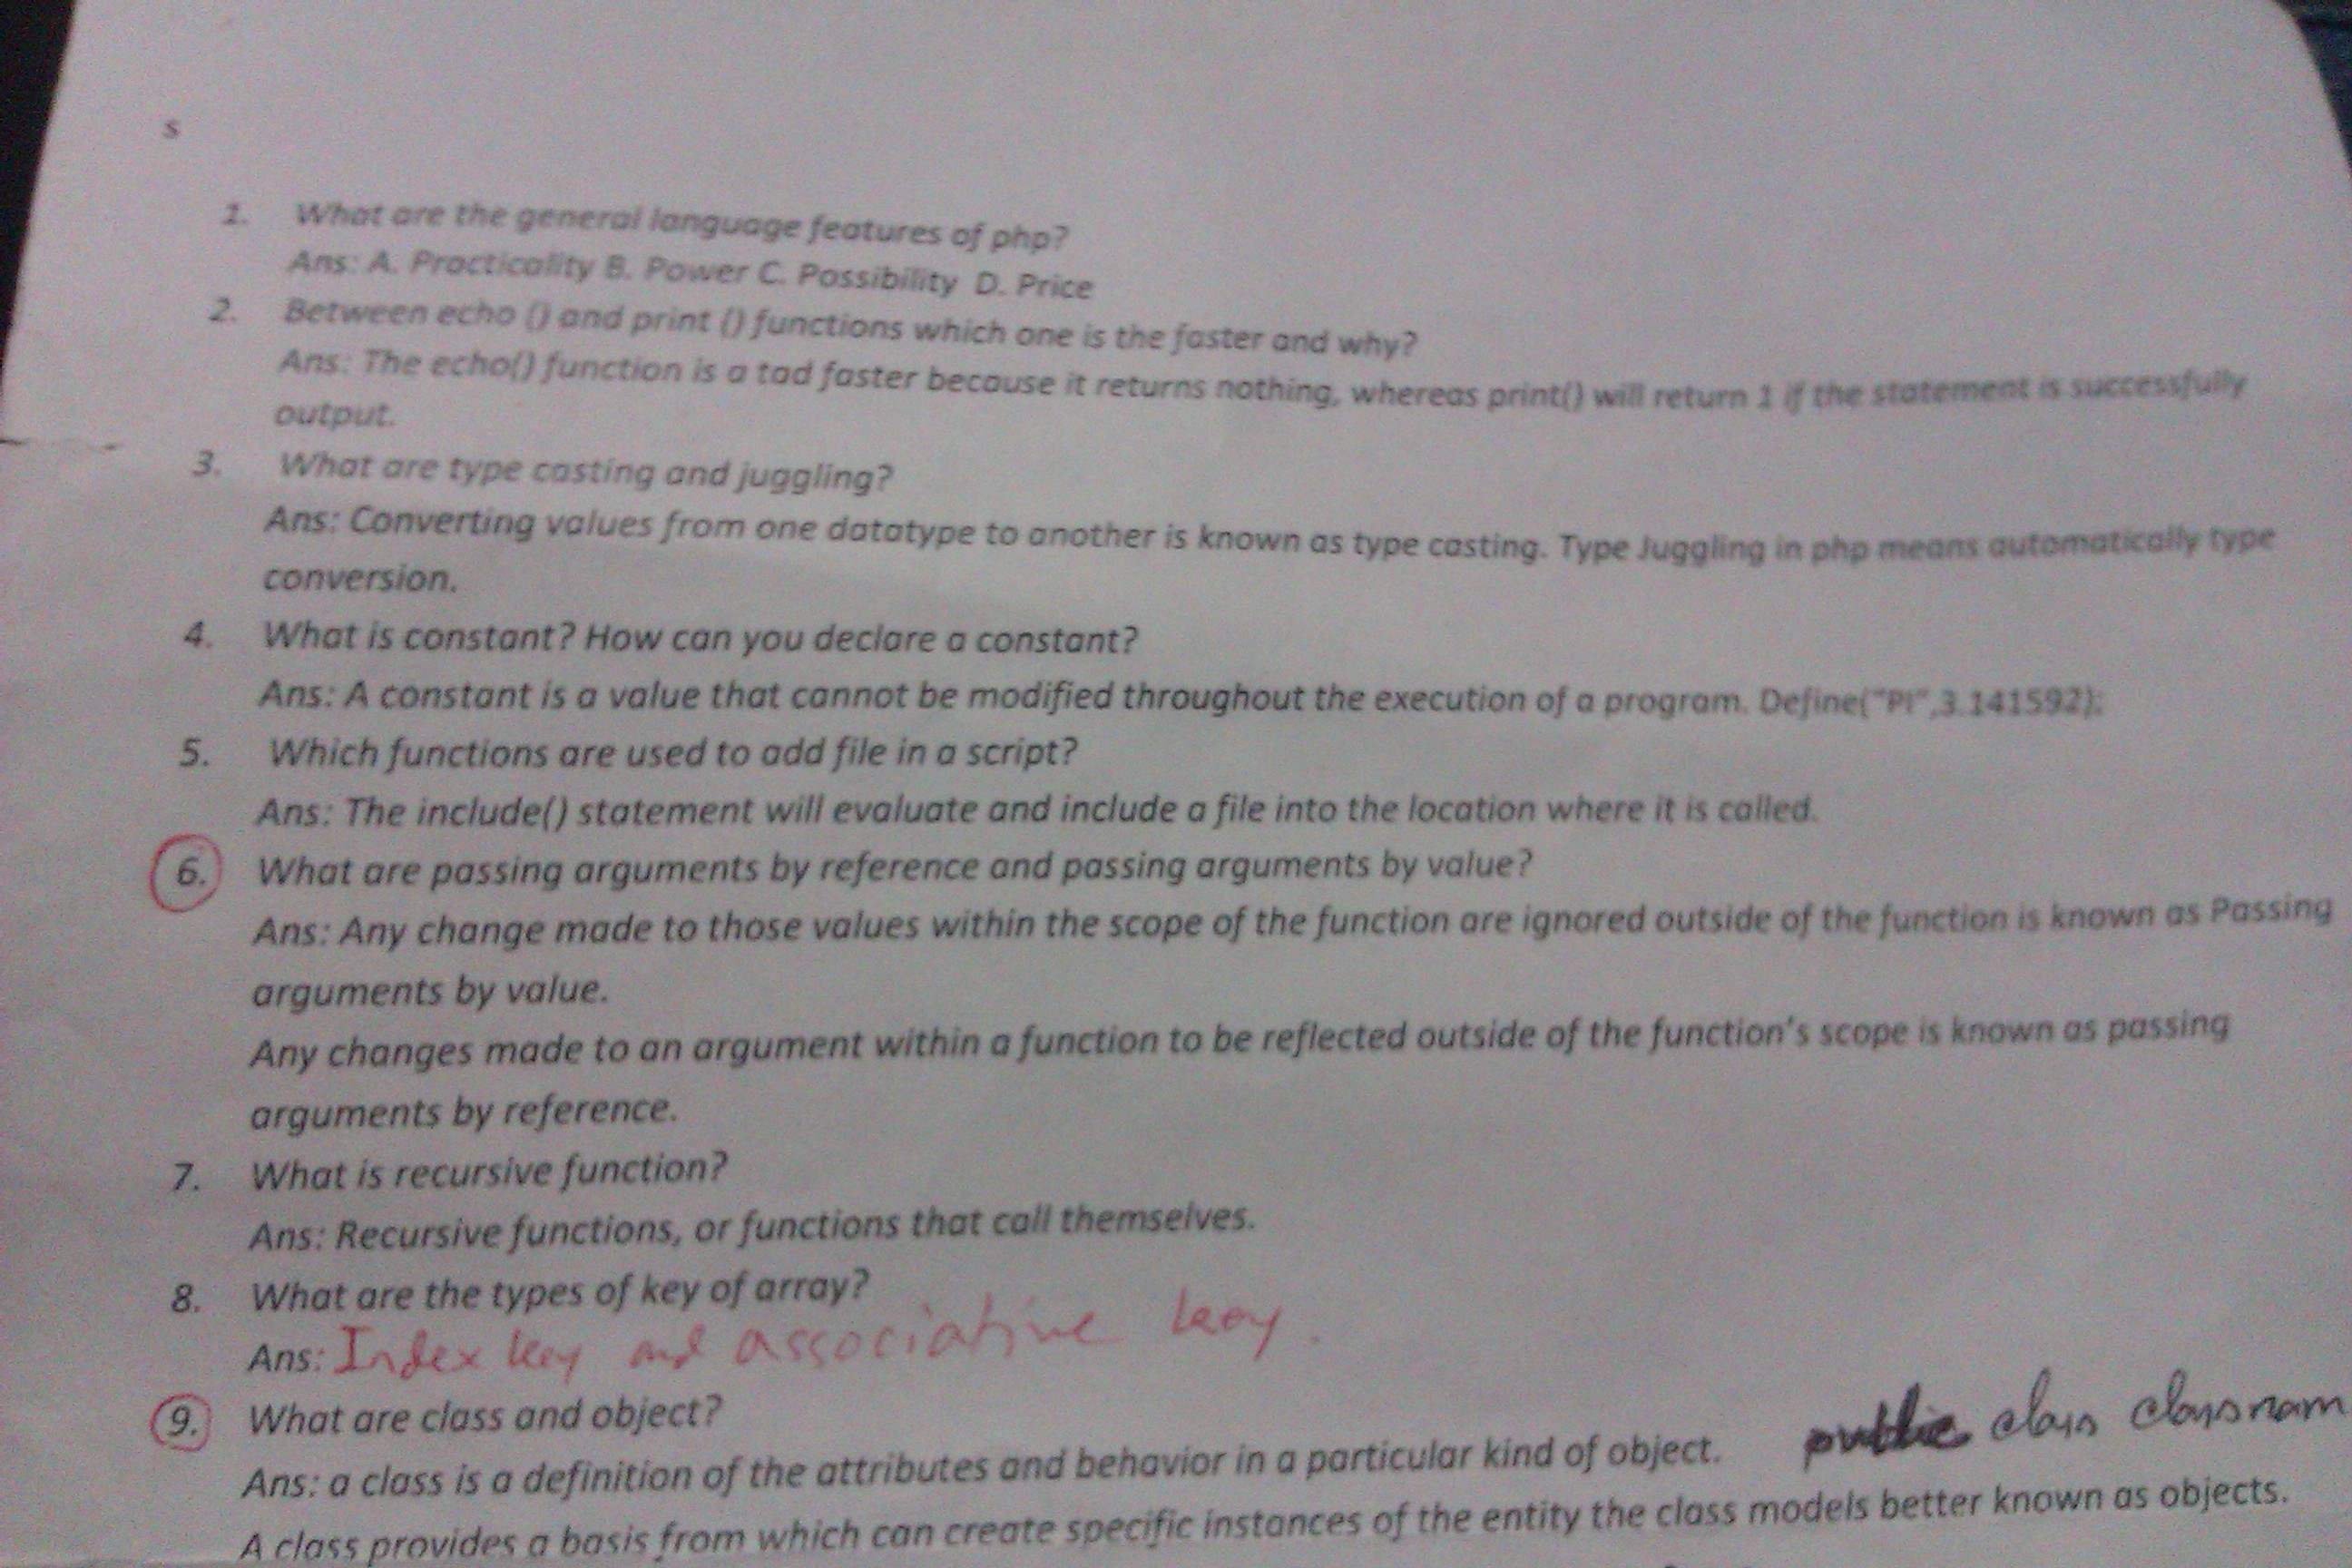 s
1. What are the general language features of php?
Ans: A. Practicality B. Power C. Possibility D. Price
2. Between echo () and print () functions which one is the faster and why?
Ans: The echo() function is a tad faster because it returns nothing, whereas print() will return 1 if the statement is successfully
output.
3. What are type casting and juggling?
Ans: Converting values from one datatype to another is known as type casting. Type Juggling in php means automatically type
conversion.
4. What is constant? How can you declare a constant?
Ans: A constant is a value that cannot be modified throughout the execution of a program. Define("PI",3.141592);
5. Which functions are used to add file in a script?
Ans: The include() statement will evaluate and include a file into the location where it is called.
6. What are passing arguments by reference and passing arguments by value?
Ans: Any change made to those values within the scope of the function are ignored outside of the function is known as Passing
arguments by value.
Any changes made to an argument within a function to be reflected outside of the function's scope is known as passing
arguments by reference.
7. What is recursive function?
Ans: Recursive functions, or functions that call themselves.
8. What are the types of key of array?
Ans: Index key and associative key.
9. What are class and object?
public class classnam
Ans: a class is a definition of the attributes and behavior in a particular kind of object.
A class provides a basis from which can create specific instances of the entity the class models better known as objects.